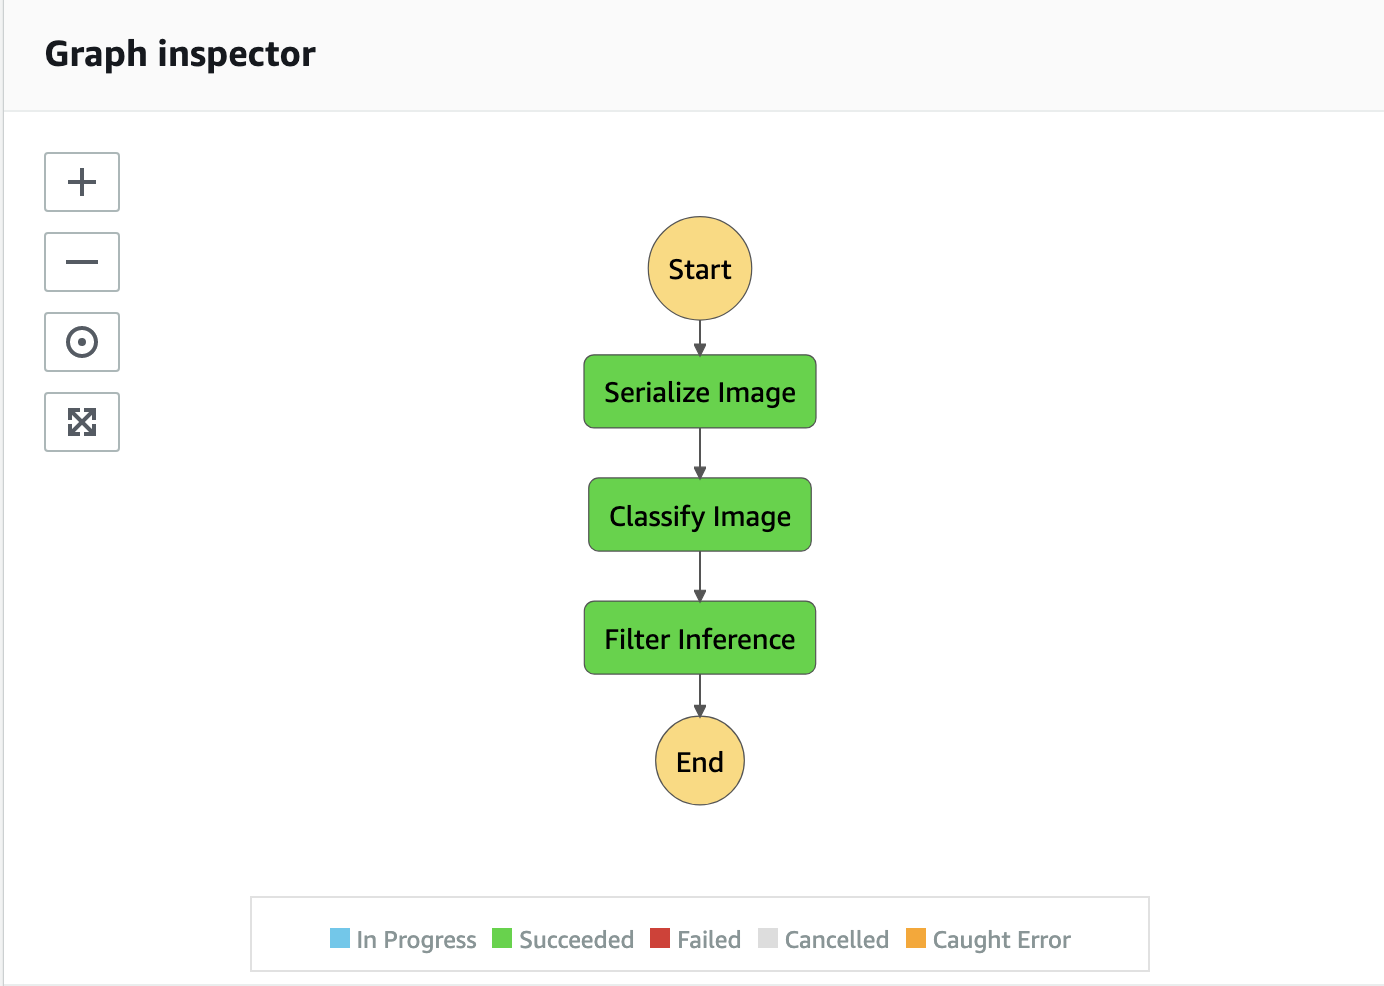 Graph inspector
Start
Serialize Image
Classify Image
Filter Inference
End
In Progress Succeeded Failed Cancelled Caught Error